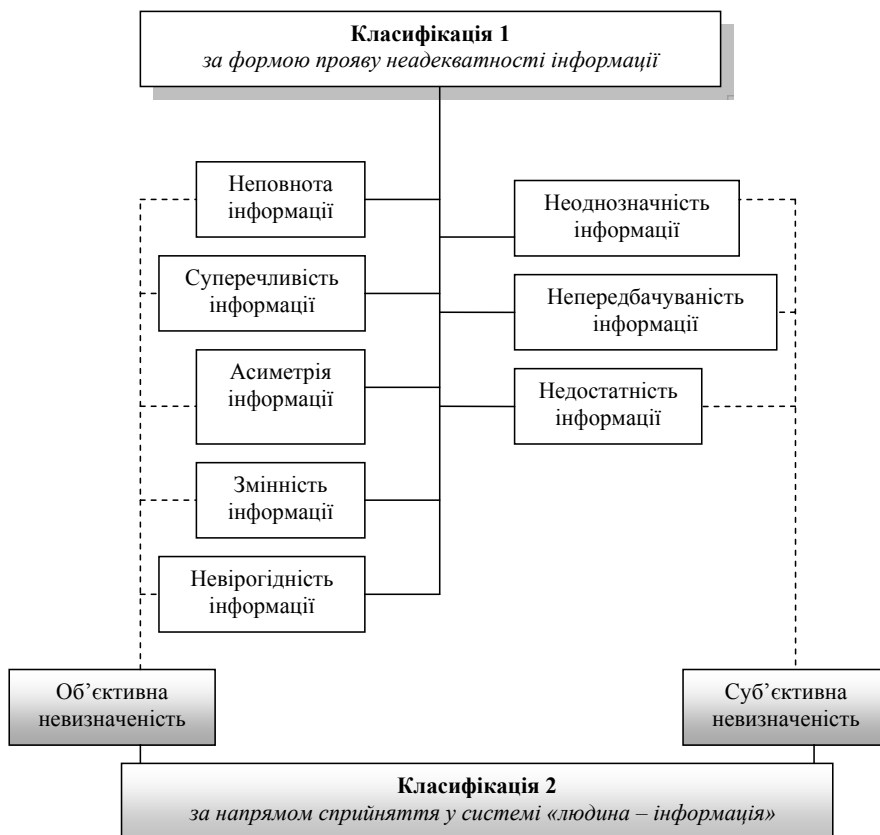 Класифікація 1
за формою прояву неадекватності інформації
Неповнота
інформації
Неоднозначність
інформації
Суперечливість
інформації
Непередбачуваність
інформації
Асиметрія
інформації
Недостатність
інформації
Змінність
інформації
Невірогідність
інформації
Об’єктивна
невизначеність
Суб’єктивна
невизначеність
Класифікація 2
за напрямом сприйняття у системі «людина – інформація»